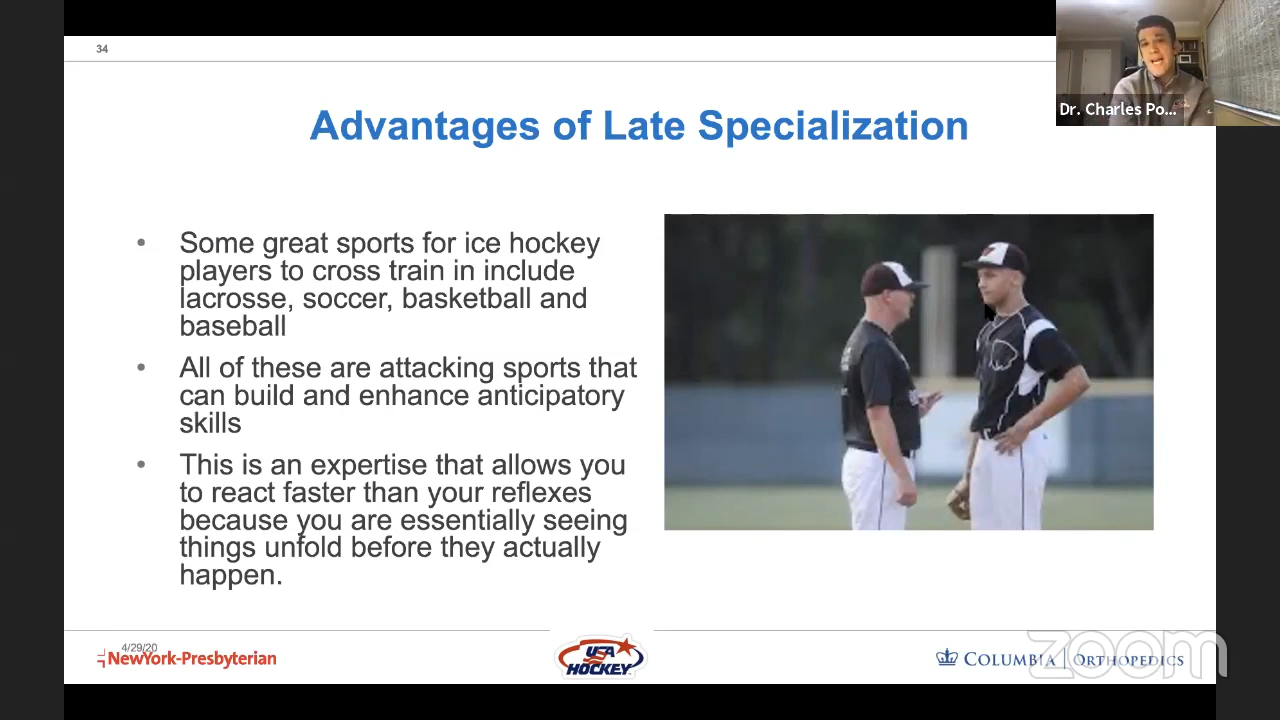 34
Dr. Charles Po...
Advantages of Late Specialization
• Some great sports for ice hockey
players to cross train in include
lacrosse, soccer, basketball and
baseball
• All of these are attacking sports that
can build and enhance anticipatory
skills
• This is an expertise that allows you
to react faster than your reflexes
because you are essentially seeing
things unfold before they actually
happen.
4/29/20
NewYork-Presbyterian
USA
HOCKEY
COLUMBIA | ORTHOPEDICS
zoom